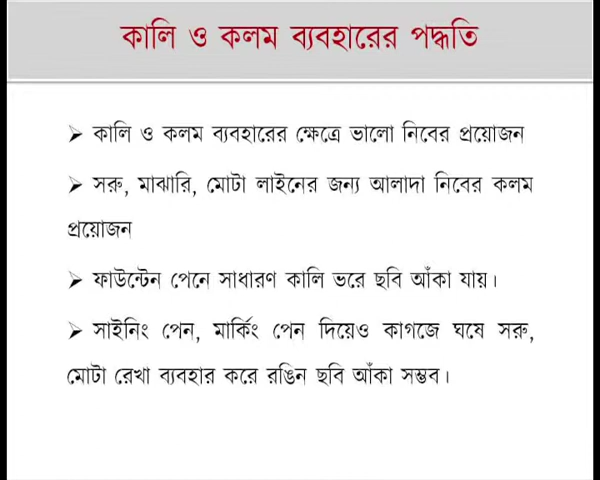 কালি ও কলম ব্যবহারের পদ্ধতি
➢ কালি ও কলম ব্যবহারের ক্ষেত্রে ভালো নিবের প্রয়োজন
➢ সরু, মাঝারি, মোটা লাইনের জন্য আলাদা নিবের কলম
প্রয়োজন
➢ ফাউন্টেন পেনে সাধারণ কালি ভরে ছবি আঁকা যায়।
➢ সাইনিং পেন, মার্কিং পেন দিয়েও কাগজে ঘষে সরু,
মোটা রেখা ব্যবহার করে রঙিন ছবি আঁকা সম্ভব।